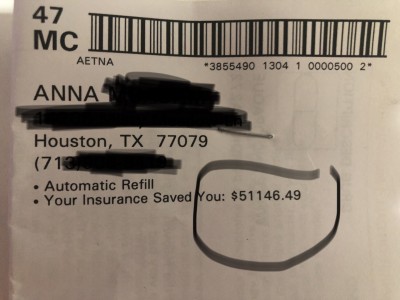 47
MC
AETNA
*3855490 1304 1 0000500 2*
ANNA
Houston, TX 77079
(713)
• Automatic Refill
• Your Insurance Saved You: $51146.49